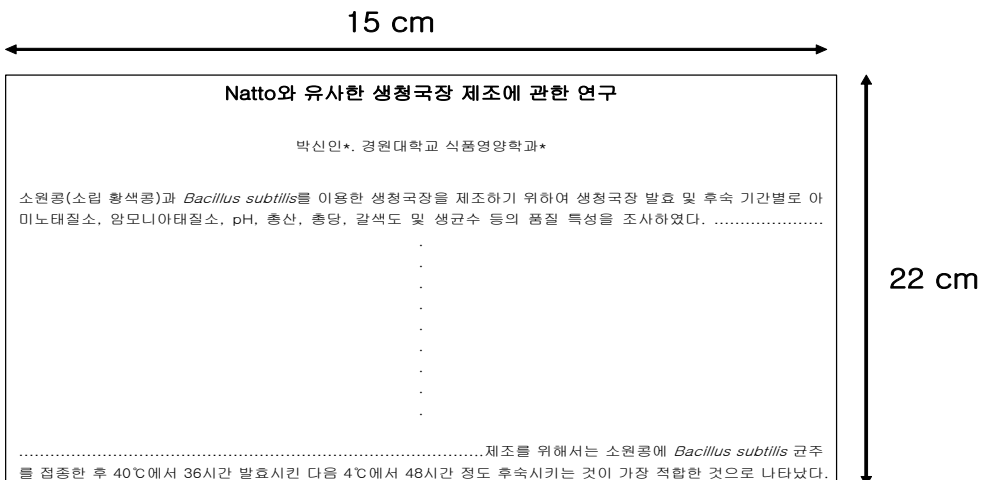 15 cm
Natto와 유사한 생청국장 제조에 관한 연구
22 cm
박신인*. 경원대학교 식품영양학과*
소원콩(소립 황색콩)과 Bacillus subtilis를 이용한 생청국장을 제조하기 위하여 생청국장 발효 및 후숙 기간별로 아
미노태질소, 암모니아태질소, pH, 총산, 총당, 갈색도 및 생균수 등의 품질 특성을 조사하였다. .....................
.
.
.
.
.
.
.
.
.
..........................................................................................제조를 위해서는 소원콩에 Bacillus subtilis 균주
를 접종한 후 40℃에서 36시간 발효시킨 다음 4℃에서 48시간 정도 후숙시키는 것이 가장 적합한 것으로 나타났다.